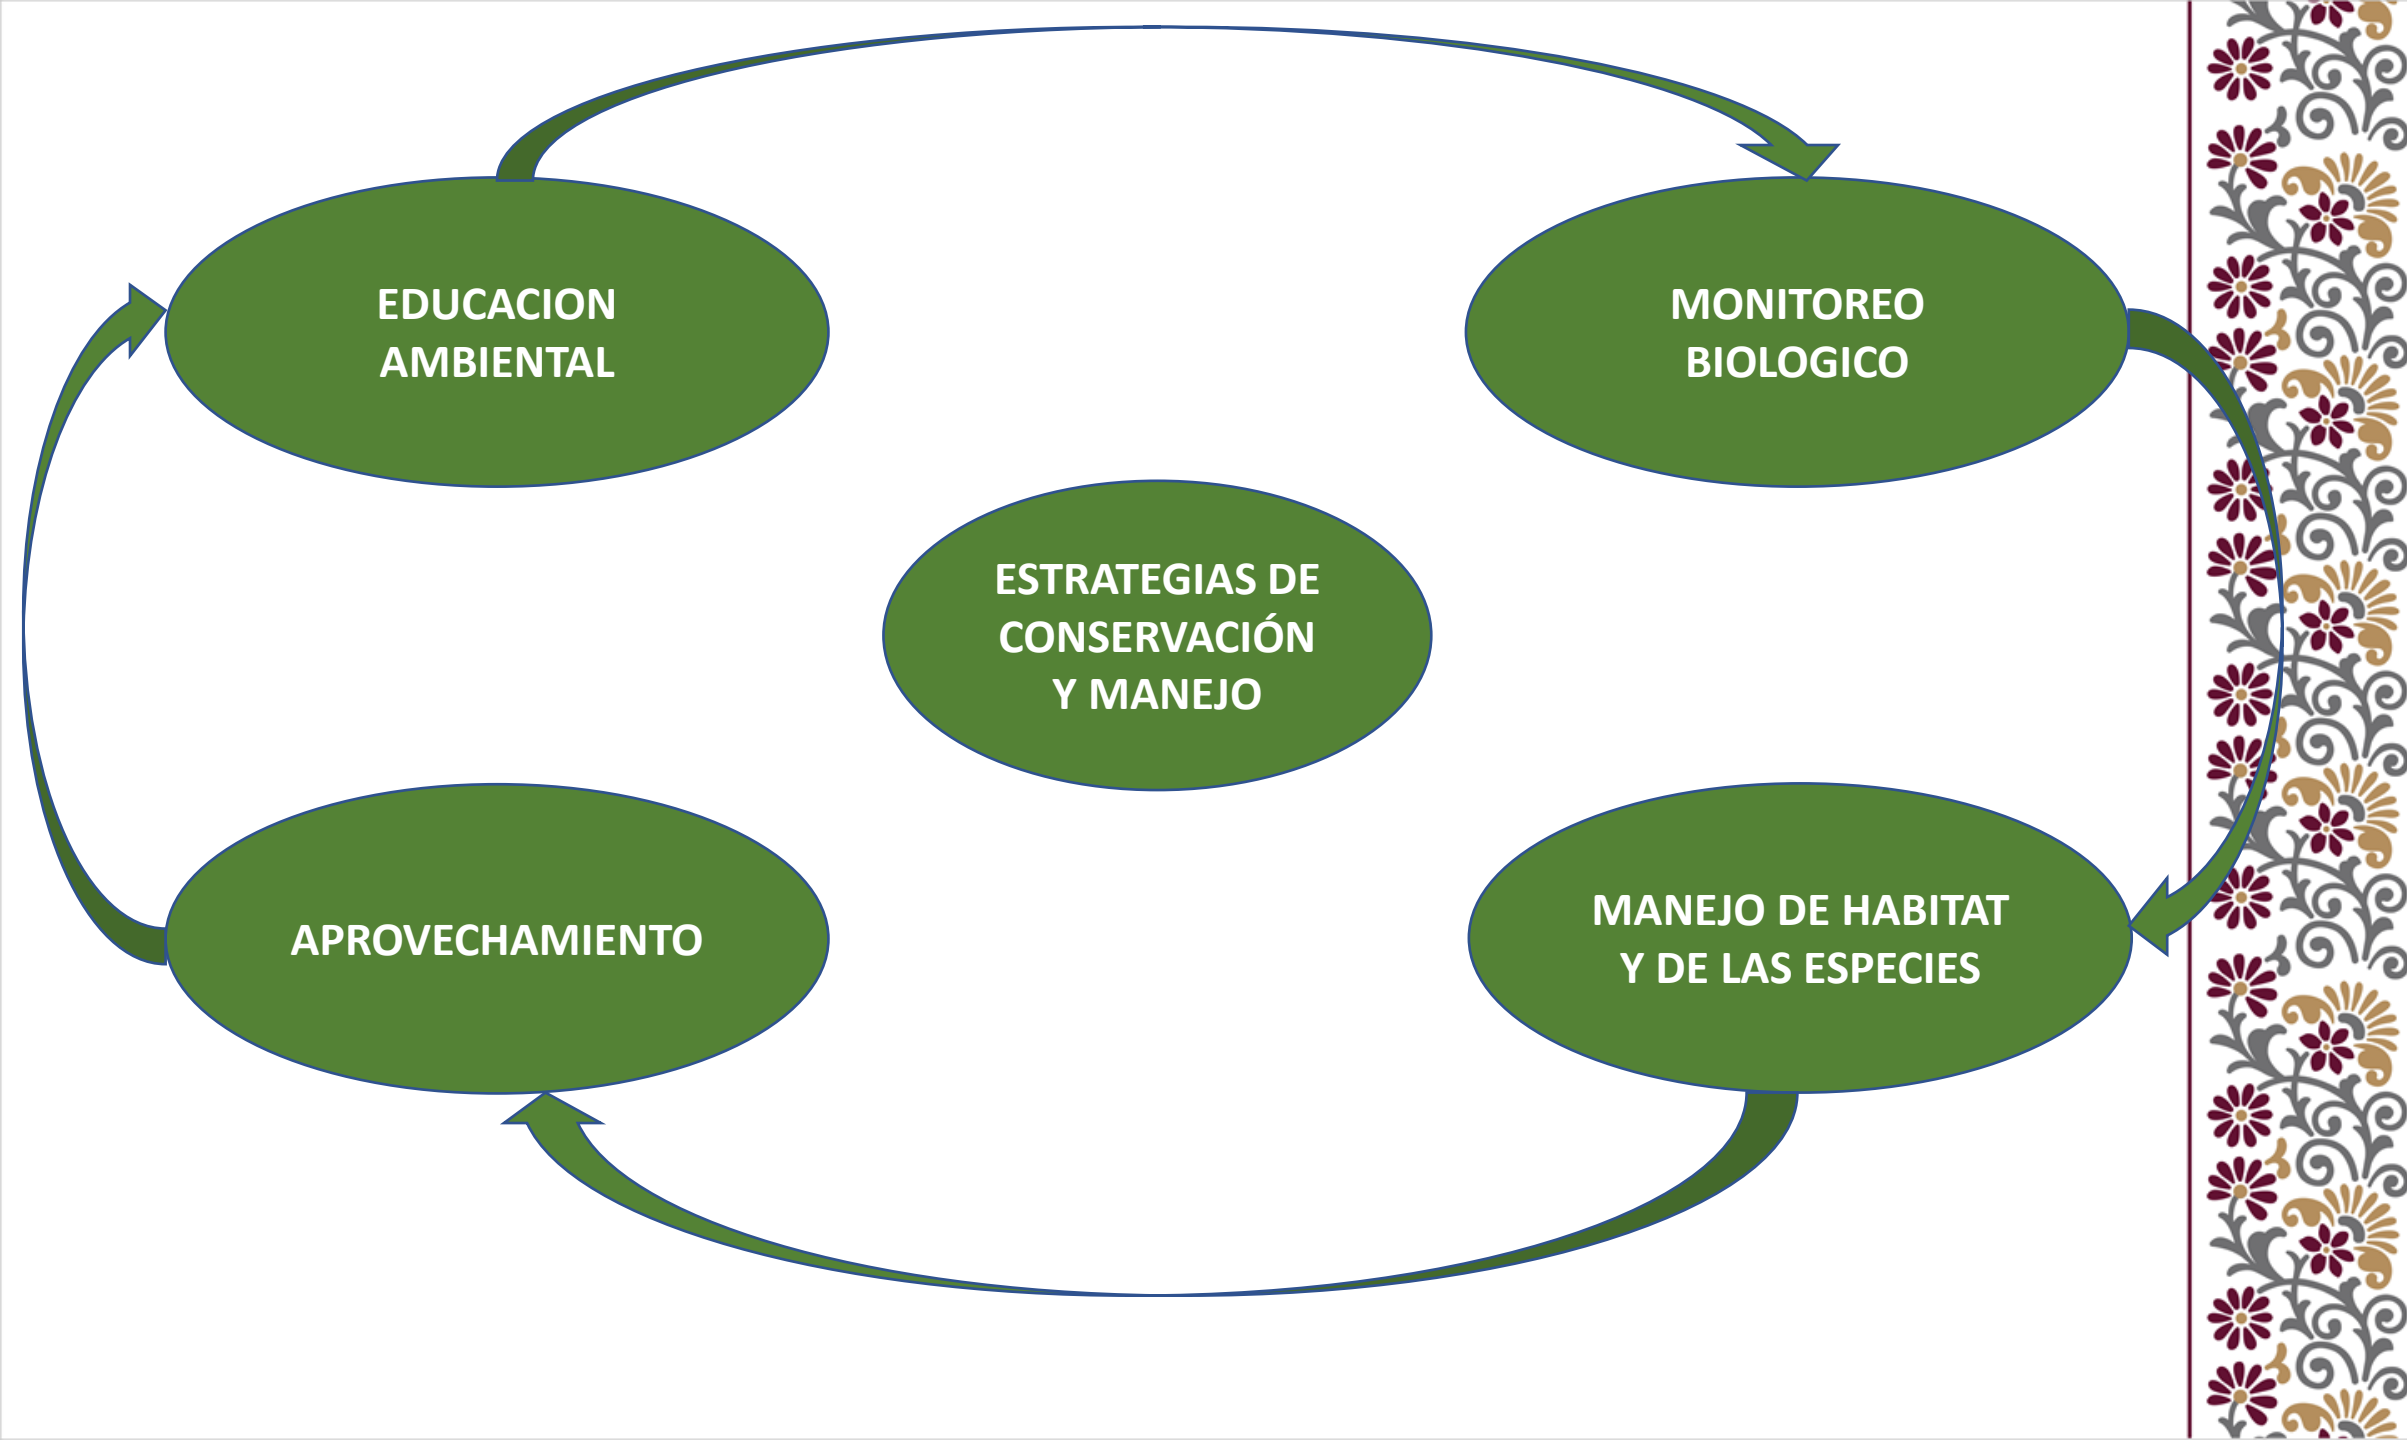 EDUCACION
AMBIENTAL
MONITOREO
BIOLOGICO
ESTRATEGIAS DE
CONSERVACIÓN
Y MANEJO
APROVECHAMIENTO
MANEJO DE HABITAT
Y DE LAS ESPECIES